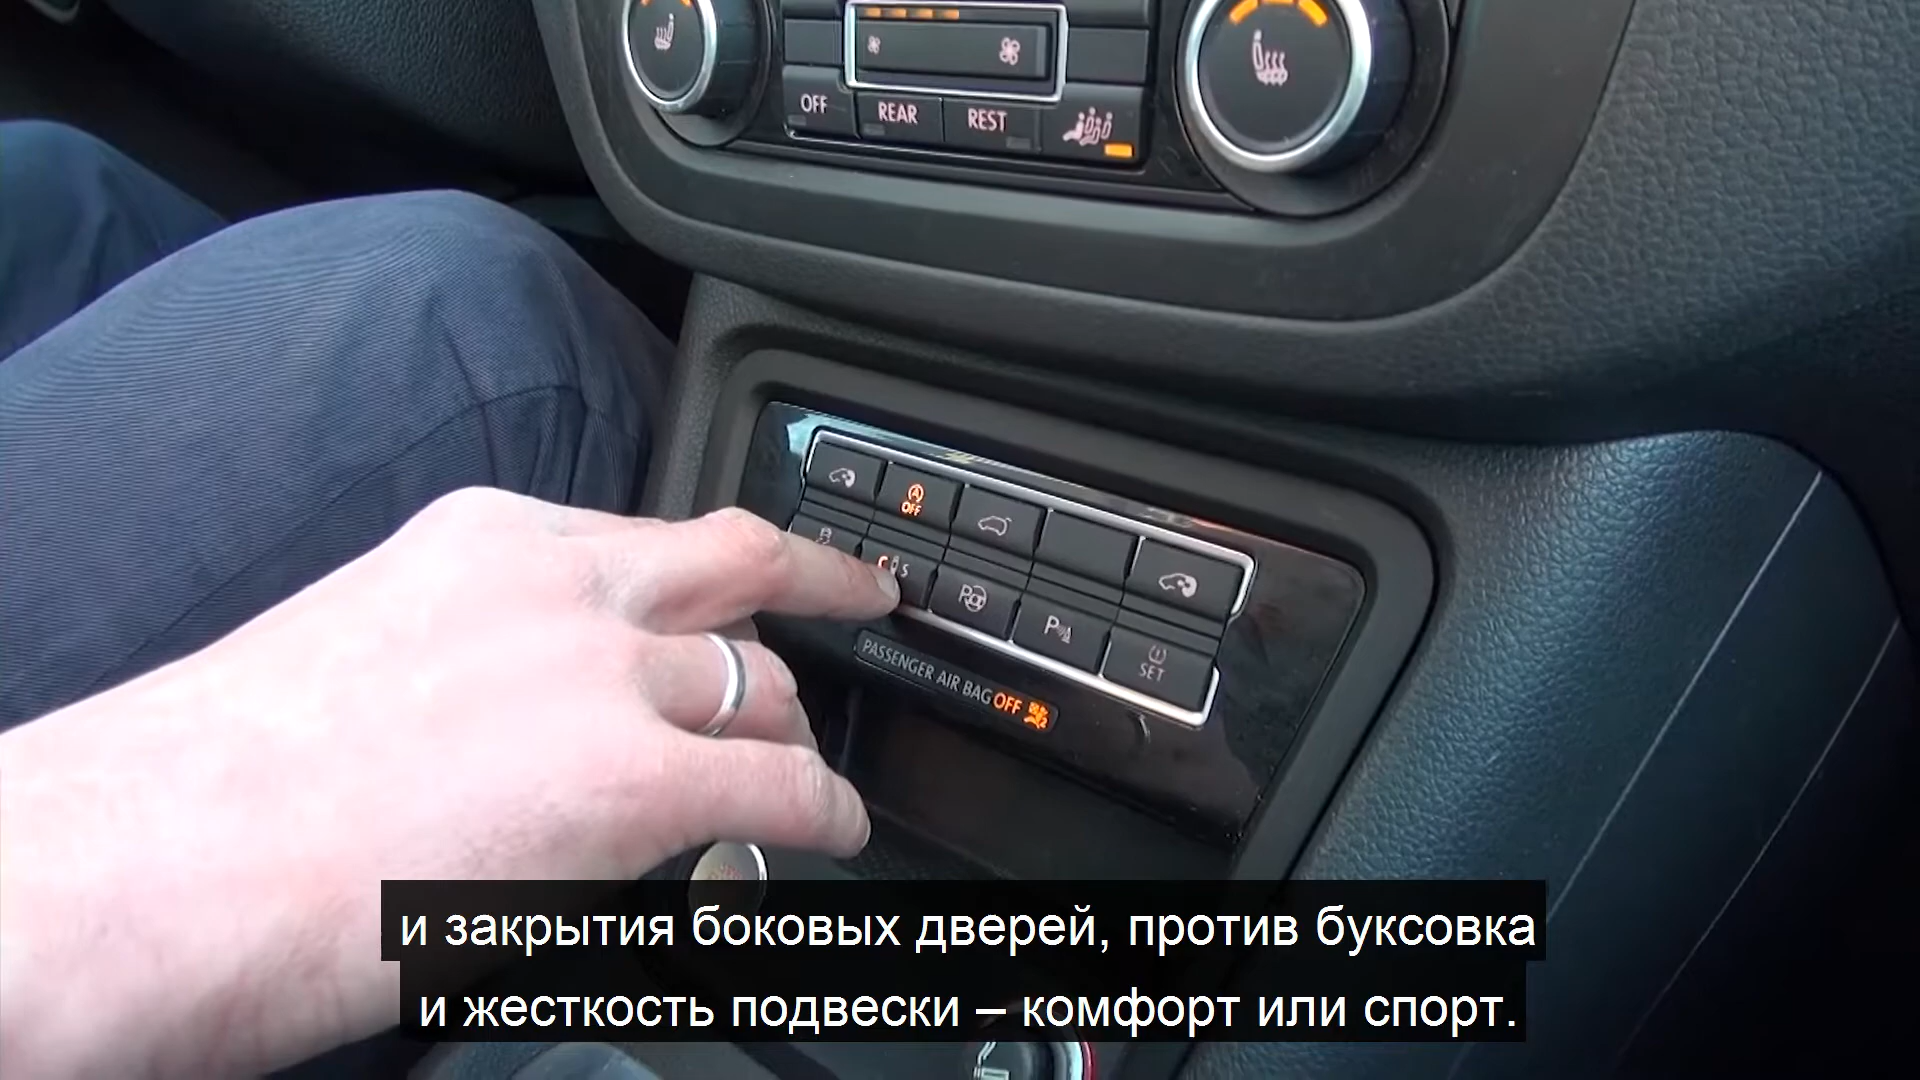 OFF
REAR
REST
A
OFF
C S
P
P
SET
PASSENGER AIR BAG OFF
2
и закрытия боковых дверей, против буксовка
и жесткость подвески – комфорт или спорт.